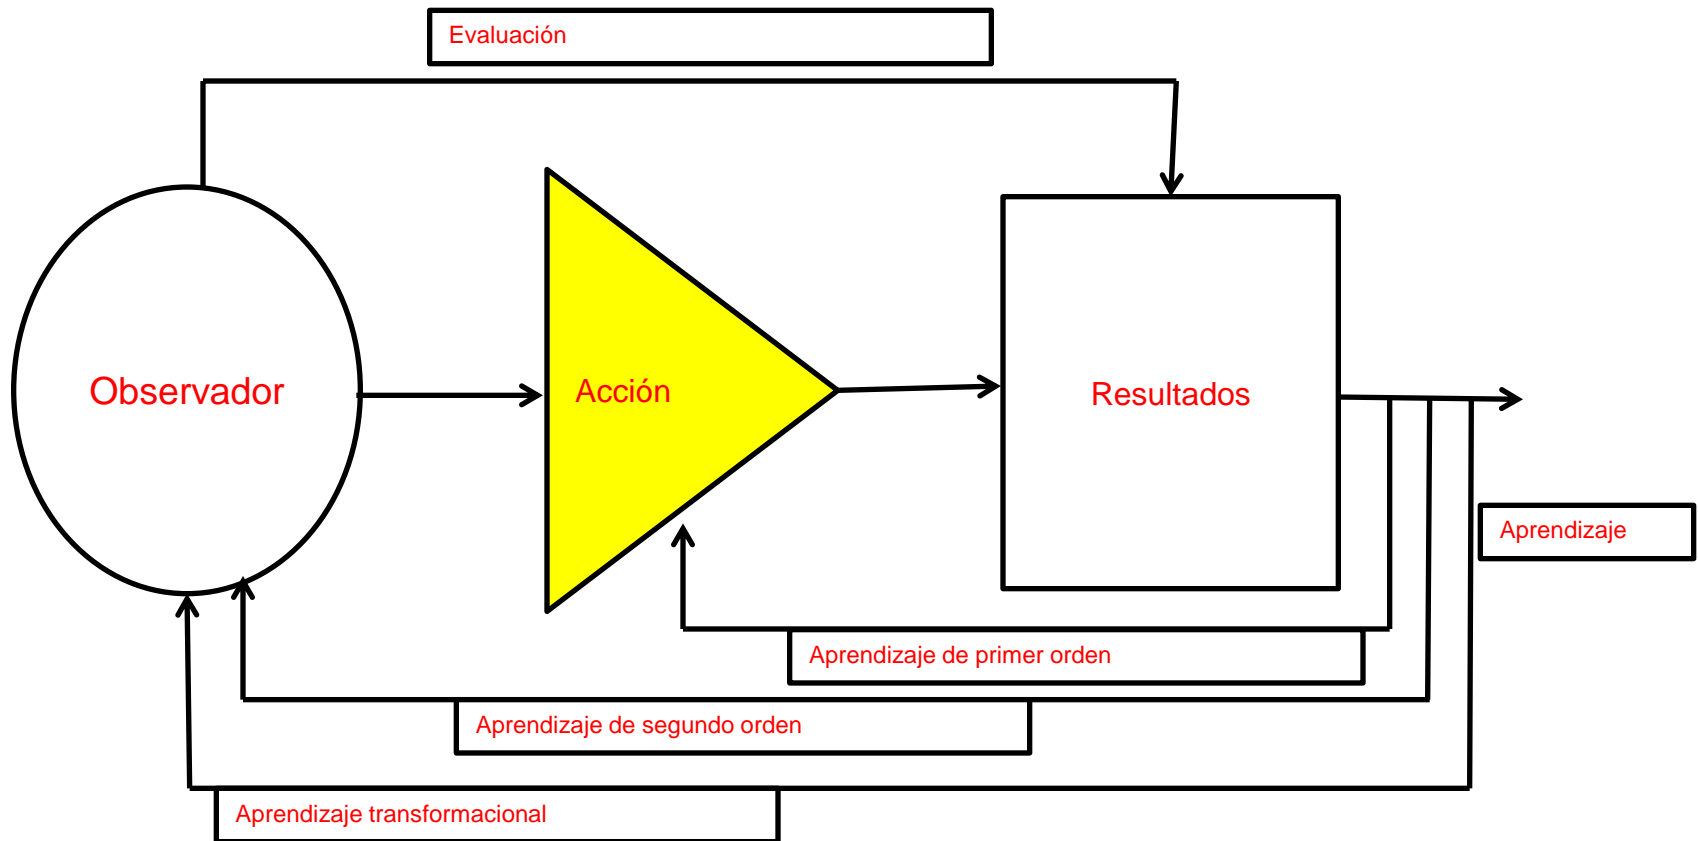 Evaluación
Observador
Acción
Resultados
Aprendizaje
Aprendizaje de primer orden
Aprendizaje de segundo orden
Aprendizaje transformacional